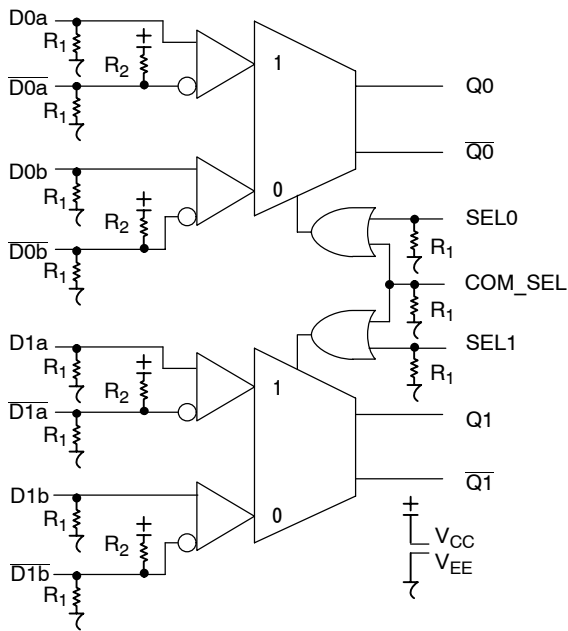 D0a
R1
R2
D0a
R1
1
Q0
Q0
D0b
R1
R2
0
D0b
R1
SEL0
R1
COM_SEL
R1
SEL1
R1
D1a
R1
R2
D1a
R1
1
Q1
Q1
D1b
R1
R2
0
D1b
R1
VCC
VEE